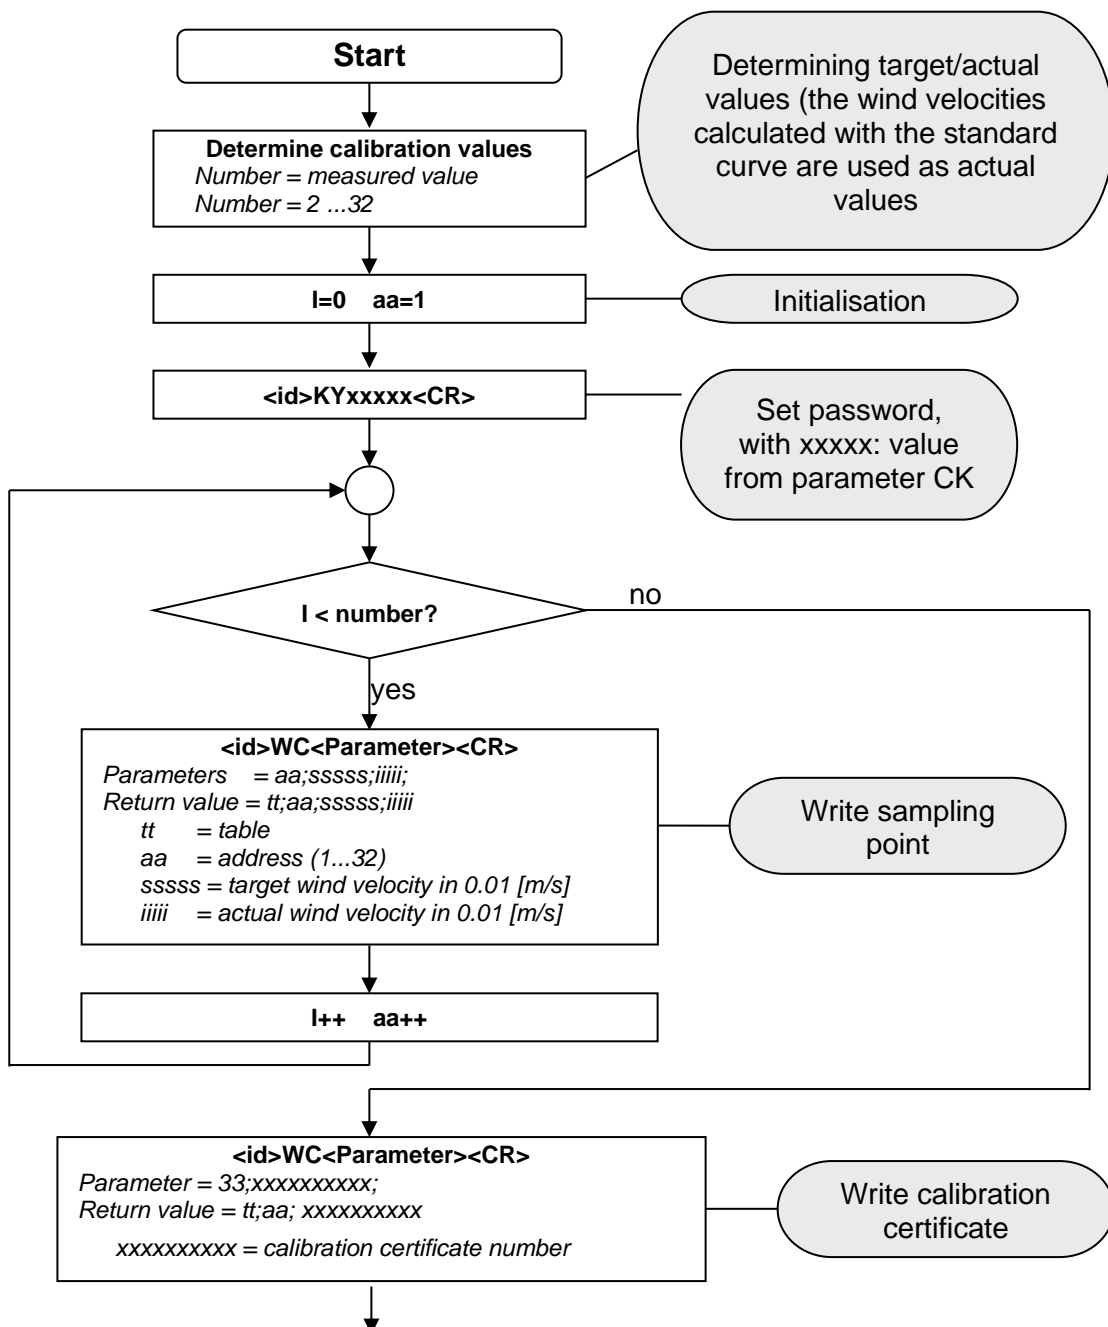 Start
Determining target/actual
values (the wind velocities
calculated with the standard
curve are used as actual
values
Determine calibration values
Number = measured value
Number = 2 ...32
I=0 aa=1
Initialisation
<id>KYxxxxx<CR>
Set password,
with xxxxx: value
from parameter CK
I < number?
no
yes
<id>WC<Parameter><CR>
Parameters = aa;sssss;iiiii;
Return value = tt;aa;sssss;iiiii
tt = table
aa = address (1...32)
sssss = target wind velocity in 0.01 [m/s]
iiiii = actual wind velocity in 0.01 [m/s]
Write sampling
point
I++ aa++
<id>WC<Parameter><CR>
Parameter = 33;xxxxxxxxxx;
Return value = tt;aa; xxxxxxxxxx
xxxxxxxxxx = calibration certificate number
Write calibration
certificate